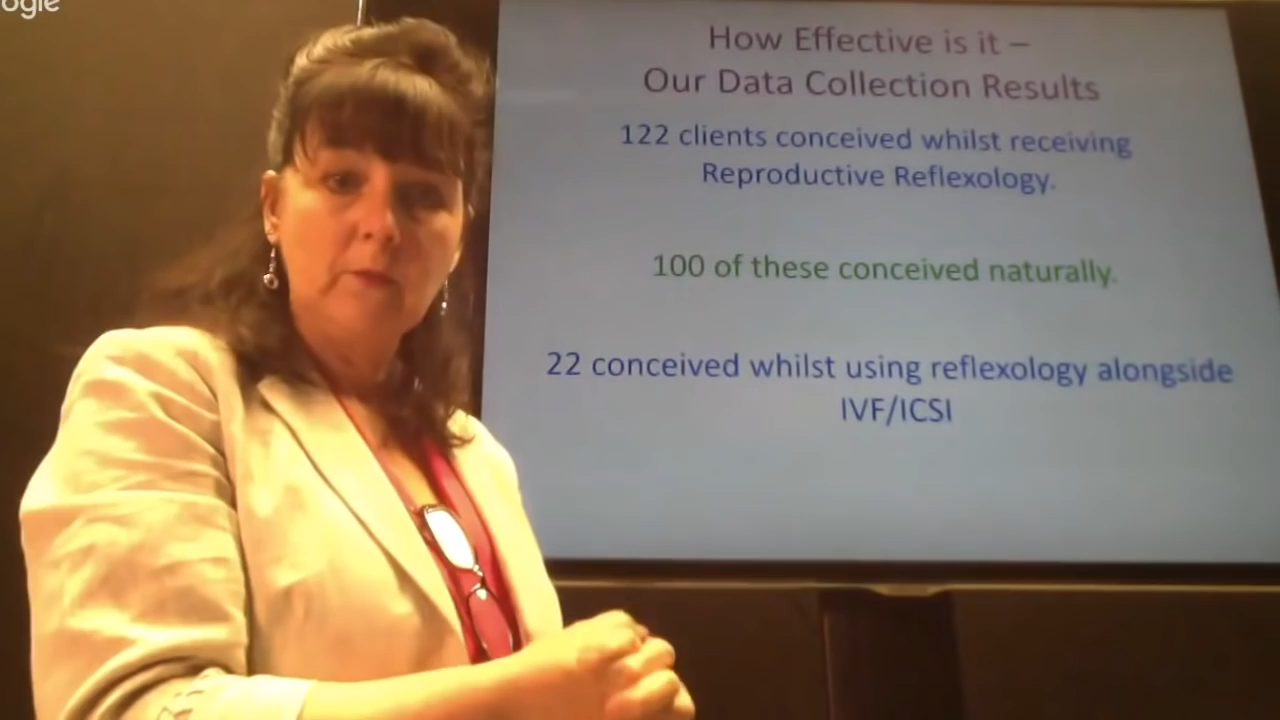 ogle
How Effective is it –
Our Data Collection Results
122 clients conceived whilst receiving
Reproductive Reflexology.
100 of these conceived naturally.
22 conceived whilst using reflexology alongside
IVF/ICSI